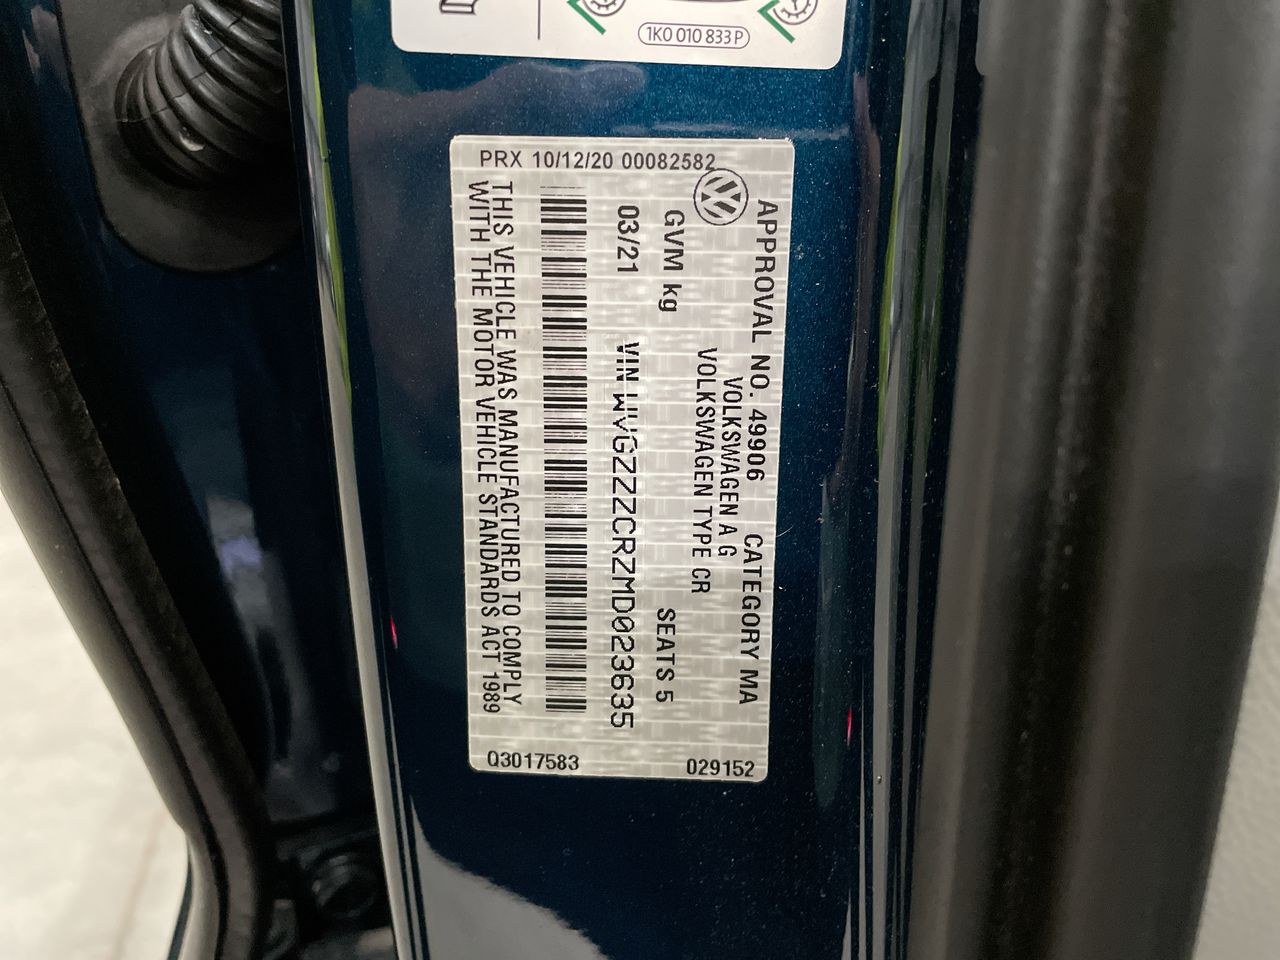 1K0 010 833 P
PRX 10/12/20 00082582
APPROVAL NO. 49906 CATEGORY MA
VOLKSWAGEN A G
VOLKSWAGEN TYPE CR
GVM kg SEATS 5
03/21 VIN WVGZZZCRZMD023635
THIS VEHICLE WAS MANUFACTURED TO COMPLY
WITH THE MOTOR VEHICLE STANDARDS ACT 1989
Q3017583 029152